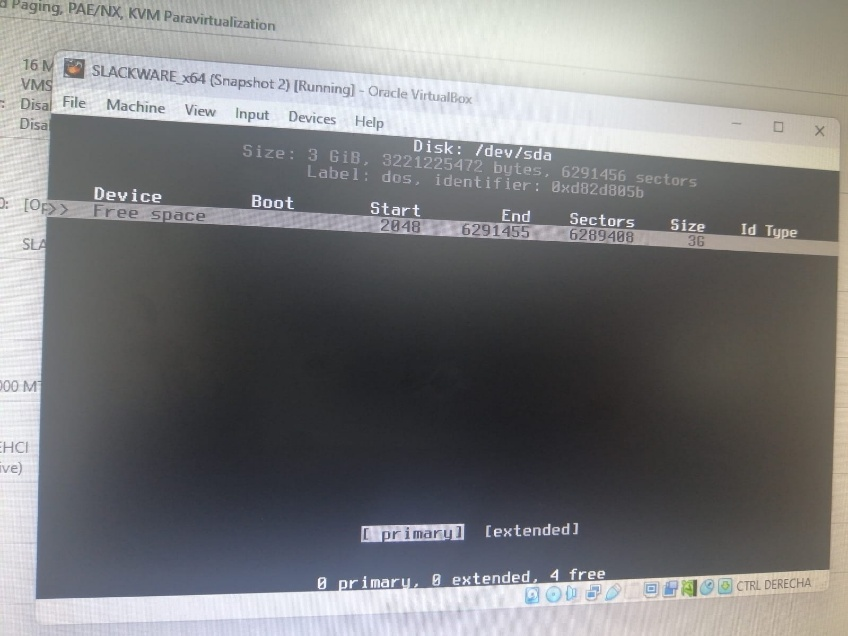 d Paging, PAE/NX, KVM Paravirtualization
16 M
VMS
Disa
Disa
SLACKWARE_x64 (Snapshot 2) [Running] - Oracle VirtualBox
File Machine View Input Devices Help
Disk: /dev/sda
Size: 3 GiB, 3221225472 bytes, 6291456 sectors
Label: dos, identifier: 0xd82d805b
Device Boot Start End Sectors Size Id Type
[Op
>> Free space 2048 6291455 6289408 3G
SLA
000 MT
EHCI
ive)
[ primary] [extended]
0 primary, 0 extended, 4 free
CTRL DERECHA